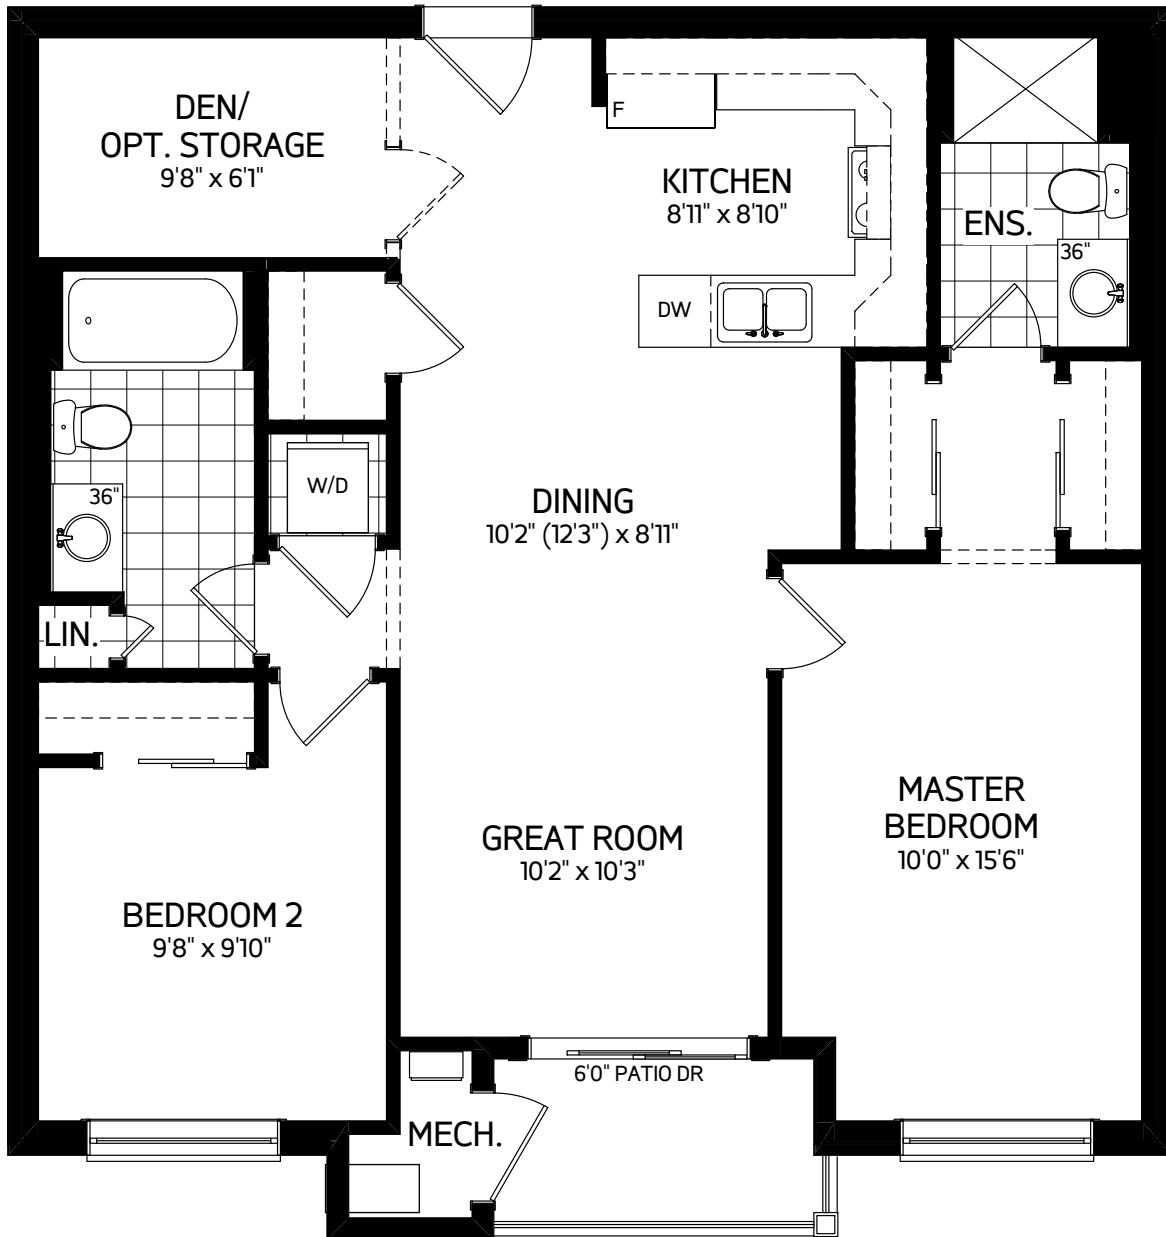 DEN/
OPT. STORAGE
9'8" x 6'1"
F
KITCHEN
8'11" x 8'10"
ENS.
36"
DW
W/D
36"
DINING
10'2" (12'3") x 8'11"
LIN.
MASTER
BEDROOM
10'0" x 15'6"
GREAT ROOM
10'2" x 10'3"
BEDROOM 2
9'8" x 9'10"
6'0" PATIO DR
MECH.